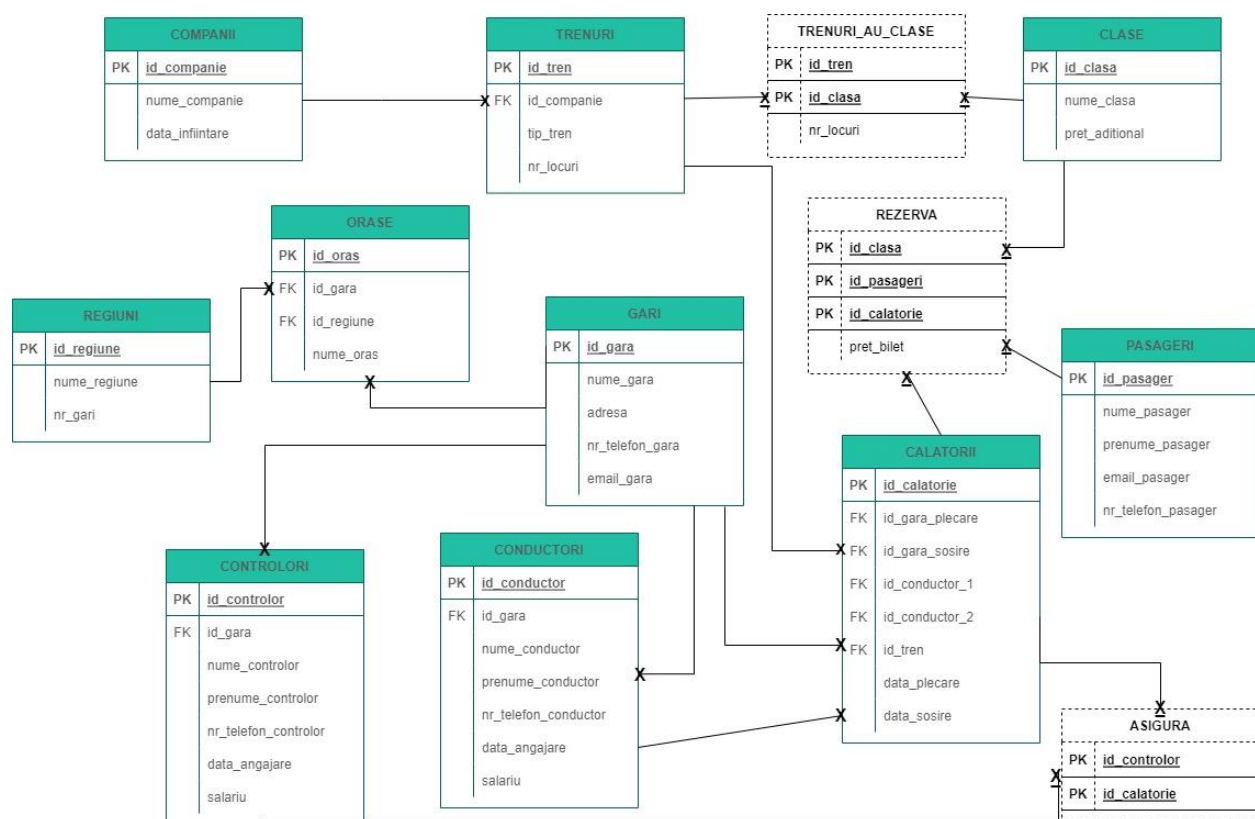 COMPANII
PK id_companie
nume_companie
data_infiintare
TRENURI
PK id_tren
FK id_companie
tip_tren
nr_locuri
TRENURI_AU_CLASE
PK id_tren
PK id_clasa
nr_locuri
CLASE
PK id_clasa
nume_clasa
pret_aditional
ORASE
PK id_oras
FK id_gara
FK id_regiune
nume_oras
REZERVA
PK id_clasa
PK id_pasageri
PK id_calatorie
pret_bilet
REGIUNI
PK id_regiune
nume_regiune
nr_gari
GARI
PK id_gara
nume_gara
adresa
nr_telefon_gara
email_gara
PASAGERI
PK id_pasager
nume_pasager
prenume_pasager
email_pasager
nr_telefon_pasager
CALATORII
PK id_calatorie
FK id_gara_plecare
FK id_gara_sosire
FK id_conductor_1
FK id_conductor_2
FK id_tren
data_plecare
data_sosire
CONTROLORI
PK id_controlor
FK id_gara
nume_controlor
prenume_controlor
nr_telefon_controlor
data_angajare
salariu
CONDUCTORI
PK id_conductor
FK id_gara
nume_conductor
prenume_conductor
nr_telefon_conductor
data_angajare
salariu
ASIGURA
PK id_controlor
PK id_calatorie